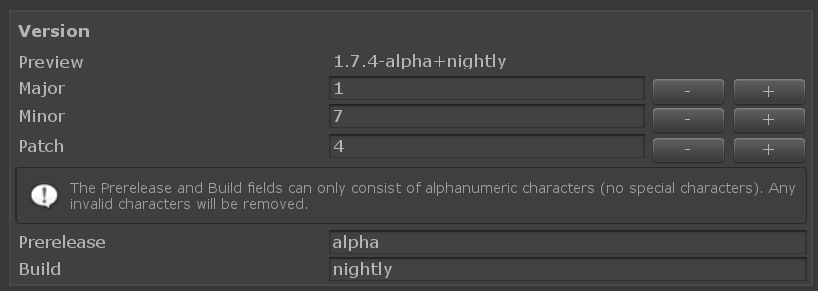 Version
Preview 1.7.4-alpha+nightly
Major 1 - +
Minor 7 - +
Patch 4 - +
The Prerelease and Build fields can only consist of alphanumeric characters (no special characters). Any
invalid characters will be removed.
Prerelease alpha
Build nightly